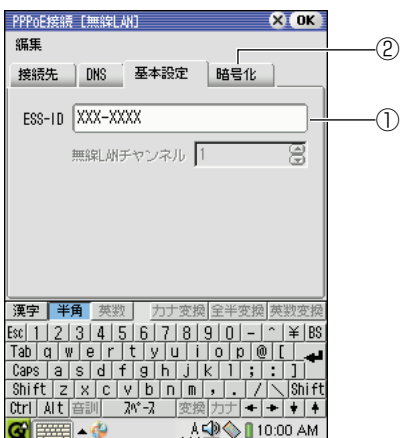 PPPoE接続 [無線LAN] × OK
編集
②
接続先 DNS 基本設定 暗号化
ESS-ID XXX-XXXX
①
無線LANチャンネル 1
漢字 半角 英数 カナ変換 全半変換 英数変換
Esc 1 2 3 4 5 6 7 8 9 0 - ^ ¥ BS
Tab q w e r t y u i o p @ [
Caps a s d f g h j k l ; : ]
Shift z x c v b n m , . / \ Shift
Ctrl Alt 音訓 スペース 変換 カナ
A 10:00 AM